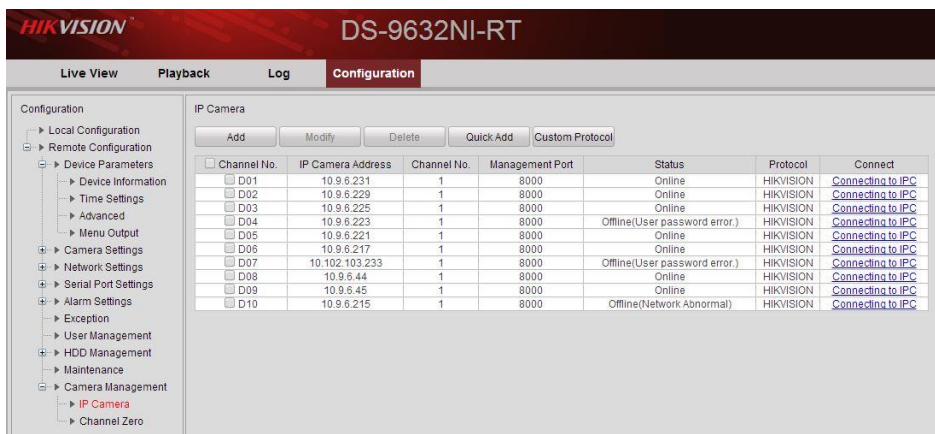 HIKVISION
DS-9632NI-RT
Live View Playback Log Configuration
Configuration
Local Configuration
Remote Configuration
Device Parameters
Device Information
Time Settings
Advanced
Menu Output
Camera Settings
Network Settings
Serial Port Settings
Alarm Settings
Exception
User Management
HDD Management
Maintenance
Camera Management
IP Camera
Channel Zero
IP Camera
Add Modify Delete Quick Add Custom Protocol
Channel No. IP Camera Address Channel No. Management Port Status Protocol Connect
D01 10.9.6.231 1 8000 Online HIKVISION Connecting to IPC
D02 10.9.6.229 1 8000 Online HIKVISION Connecting to IPC
D03 10.9.6.225 1 8000 Online HIKVISION Connecting to IPC
D04 10.9.6.223 1 8000 Offline(User password error.) HIKVISION Connecting to IPC
D05 10.9.6.221 1 8000 Online HIKVISION Connecting to IPC
D06 10.9.6.217 1 8000 Online HIKVISION Connecting to IPC
D07 10.102.103.233 1 8000 Offline(User password error.) HIKVISION Connecting to IPC
D08 10.9.6.44 1 8000 Online HIKVISION Connecting to IPC
D09 10.9.6.45 1 8000 Online HIKVISION Connecting to IPC
D10 10.9.6.215 1 8000 Offline(Network Abnormal) HIKVISION Connecting to IPC